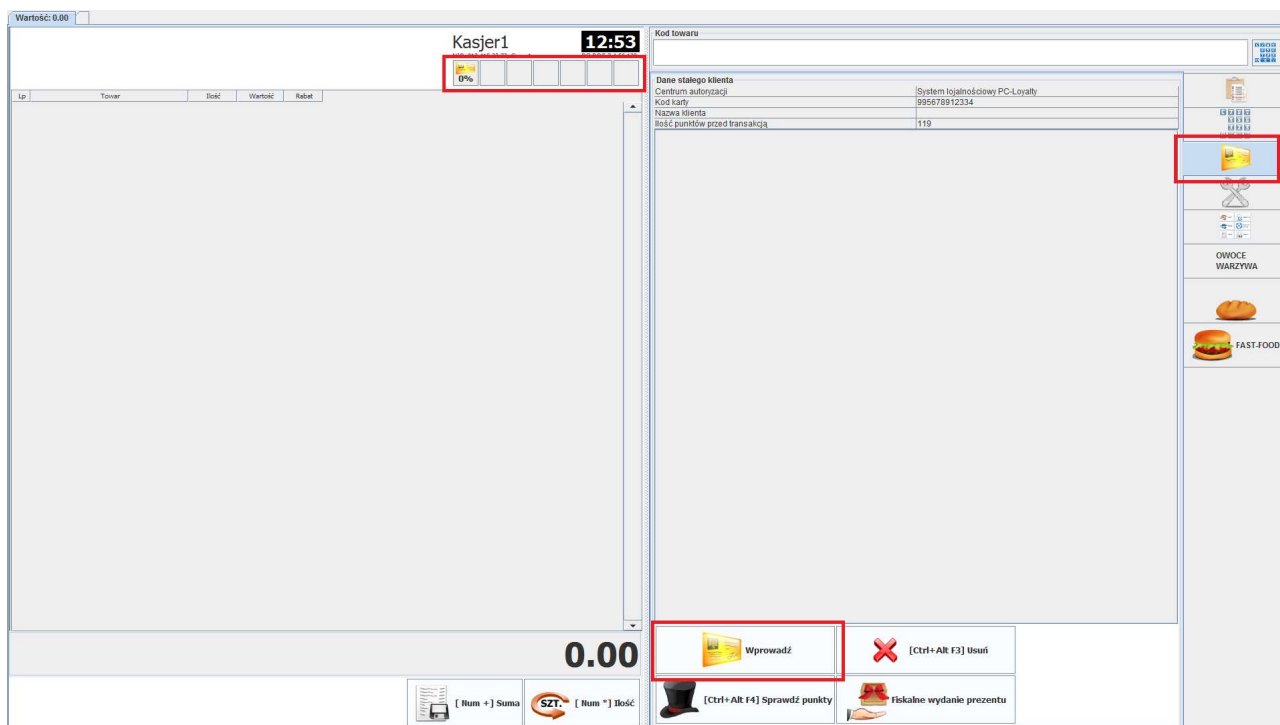 Wartość: 0.00
Kasjer1
12:53
0%
Lp Towar Ilość Wartość Rabat
0.00
[ Num +] Suma
SZT. [ Num *] Ilość
Kod towaru
Dane stałego klienta
Centrum autoryzacji System lojalnościowy PC-Loyalty
Kod karty 995678912334
Nazwa klienta
Ilość punktów przed transakcją 119
Wprowadź
[Ctrl+Alt F3] Usuń
[Ctrl+Alt F4] Sprawdź punkty
Fiskalne wydanie prezentu
OWOCE
WARZYWA
FAST-FOOD